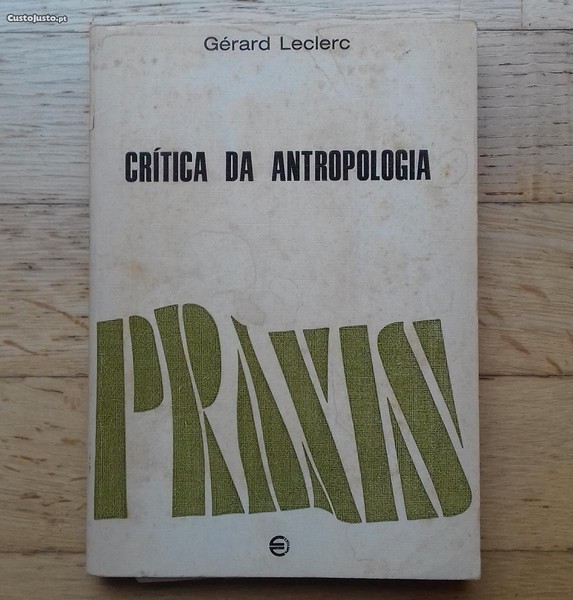 CustoJusto.pt
Gérard Leclerc
CRÍTICA DA ANTROPOLOGIA
PRAXIS